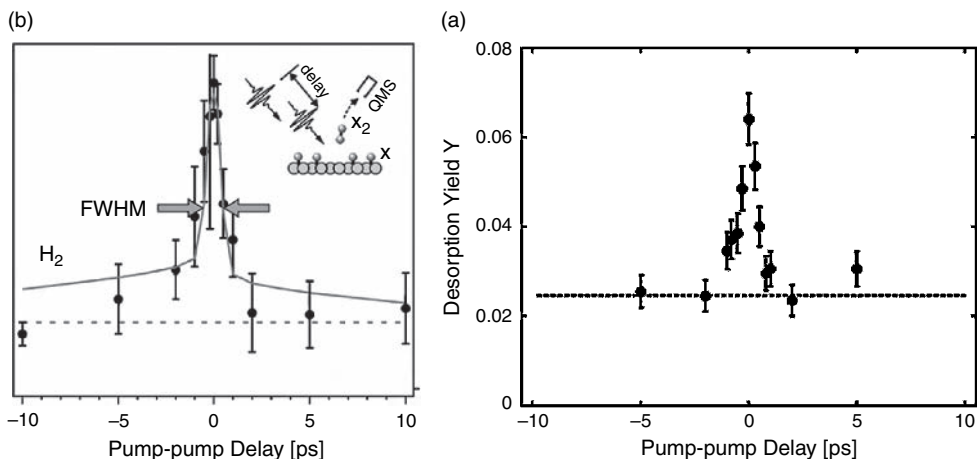 (b)
delay
QMS
X₂
X
FWHM
H₂
–10
–5
0
5
10
Pump-pump Delay [ps]
(a)
0.08
0.06
0.04
0.02
0
Desorption Yield Y
–10
–5
0
5
10
Pump-pump Delay [ps]